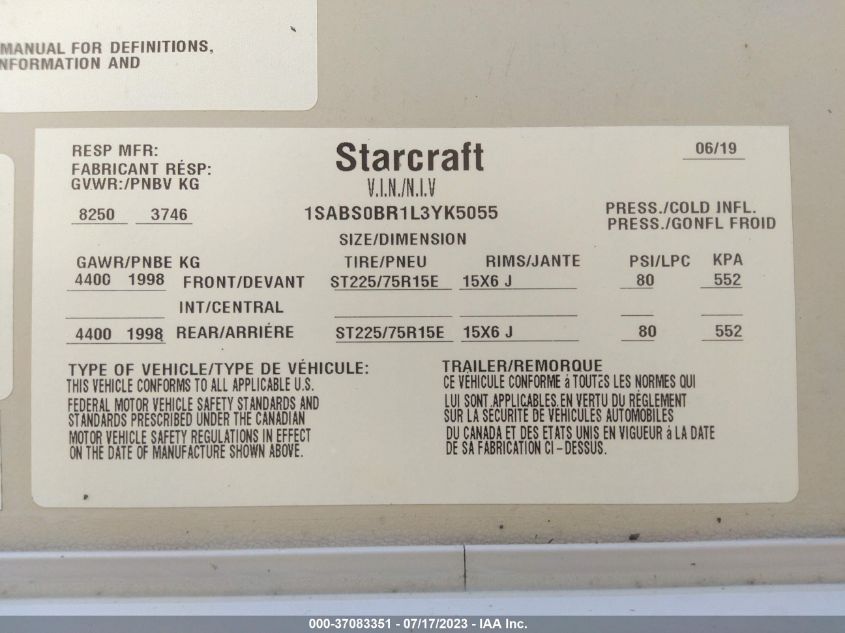 MANUAL FOR DEFINITIONS,
NFORMATION AND
RESP MFR: Starcraft 06/19
FABRICANT RÉSP:
GVWR:/PNBV KG V.I.N./N.I.V
8250 3746 1SABS0BR1L3YK5055 PRESS./COLD INFL.
PRESS./GONFL FROID
SIZE/DIMENSION
GAWR/PNBE KG TIRE/PNEU RIMS/JANTE PSI/LPC KPA
4400 1998 FRONT/DEVANT ST225/75R15E 15X6 J 80 552
INT/CENTRAL
4400 1998 REAR/ARRIÉRE ST225/75R15E 15X6 J 80 552
TYPE OF VEHICLE/TYPE DE VÉHICULE: TRAILER/REMORQUE
THIS VEHICLE CONFORMS TO ALL APPLICABLE U.S.
FEDERAL MOTOR VEHICLE SAFETY STANDARDS AND
STANDARDS PRESCRIBED UNDER THE CANADIAN
MOTOR VEHICLE SAFETY REGULATIONS IN EFFECT
ON THE DATE OF MANUFACTURE SHOWN ABOVE.
CE VÉHICULE CONFORME à TOUTES LES NORMES QUI
LUI SONT APPLICABLES EN VERTU DU RÉGLEMENT
SUR LA SECURITE DE VEHICULES AUTOMOBILES
DU CANADA ET DES ETATS UNIS EN VIGUEUR à LA DATE
DE SA FABRICATION CI-DESSUS.
000-37083351 - 07/17/2023 - IAA Inc.